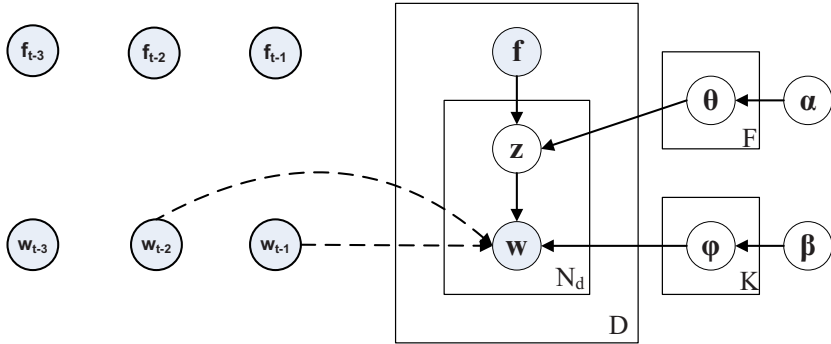 f_{t-3} f_{t-2} f_{t-1} f
θ α
F
z
w_{t-3} w_{t-2} w_{t-1} w φ β
N_d K
D